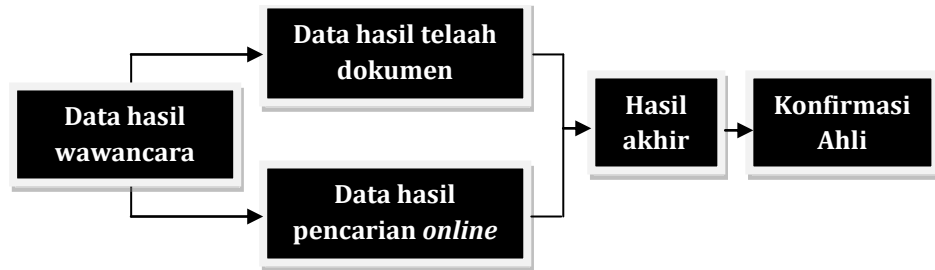 Data hasil
wawancara
Data hasil telaah
dokumen
Data hasil
pencarian online
Hasil
akhir
Konfirmasi
Ahli